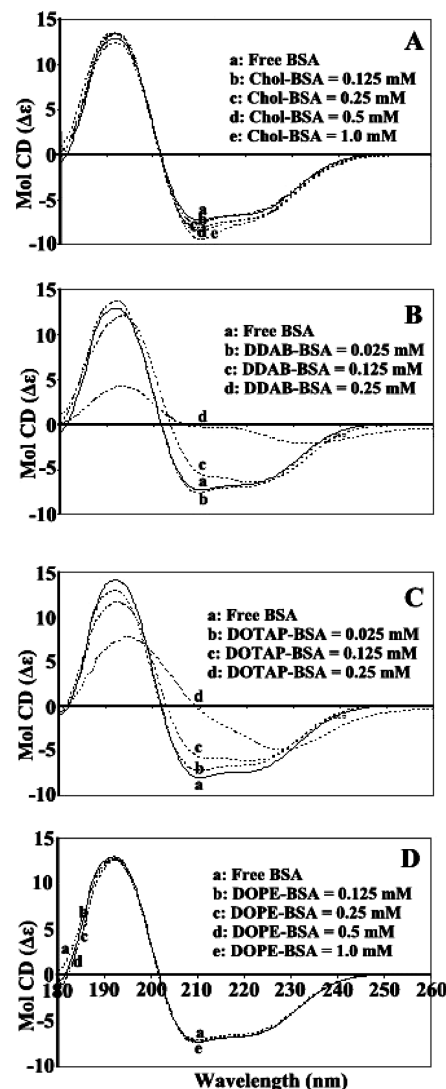 A
a: Free BSA
b: Chol-BSA = 0.125 mM
c: Chol-BSA = 0.25 mM
d: Chol-BSA = 0.5 mM
e: Chol-BSA = 1.0 mM
Mol CD (Δε)
15
10
5
0
-5
-10
a
b
c
d
e
B
a: Free BSA
b: DDAB-BSA = 0.025 mM
c: DDAB-BSA = 0.125 mM
d: DDAB-BSA = 0.25 mM
Mol CD (Δε)
15
10
5
0
-5
-10
d
c
a
b
C
a: Free BSA
b: DOTAP-BSA = 0.025 mM
c: DOTAP-BSA = 0.125 mM
d: DOTAP-BSA = 0.25 mM
Mol CD (Δε)
15
10
5
0
-5
-10
d
c
b
a
D
a: Free BSA
b: DOPE-BSA = 0.125 mM
c: DOPE-BSA = 0.25 mM
d: DOPE-BSA = 0.5 mM
e: DOPE-BSA = 1.0 mM
Mol CD (Δε)
15
10
5
0
-5
-10
b
c
a
d
a
e
180 190 200 210 220 230 240 250 260
Wavelength (nm)